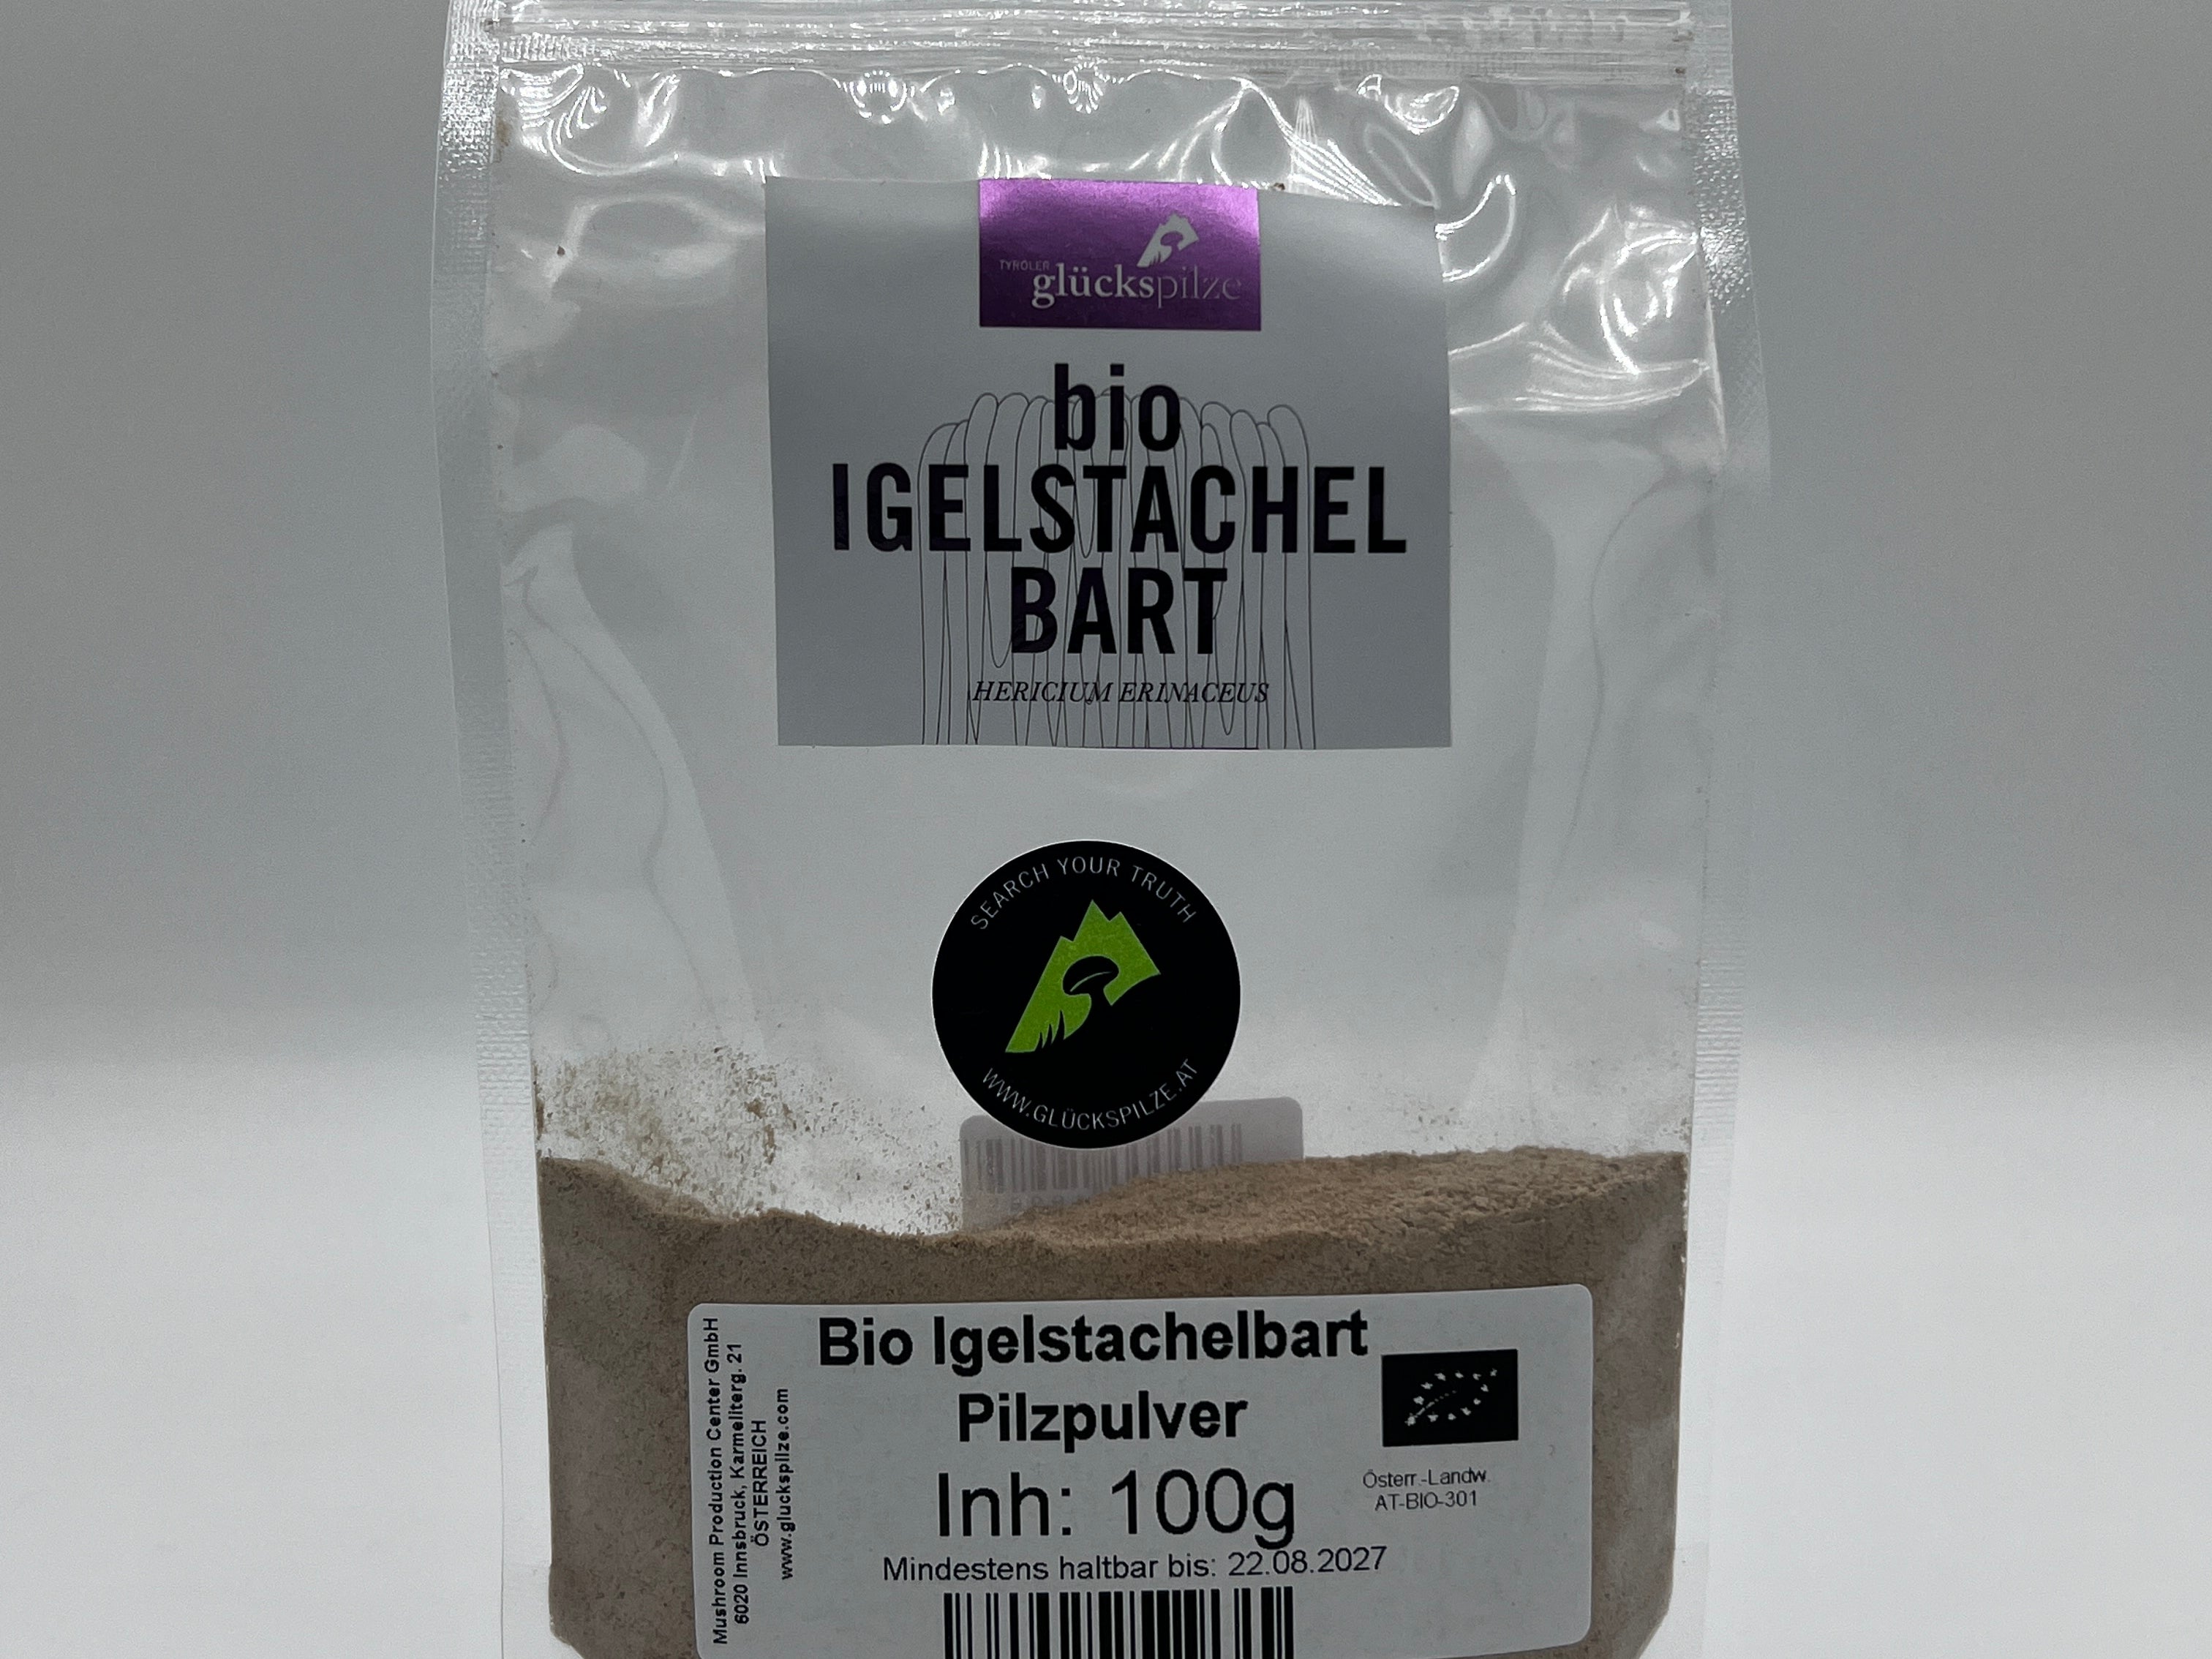 TYROLER
glückspilze
bio
IGELSTACHEL
BART
HERICIUM ERINACEUS
SEARCH YOUR TRUTH
WWW.GLÜCKSPILZE.AT
Bio Igelstachelbart
Pilzpulver
Inh: 100g
Mindestens haltbar bis: 22.08.2027
Österr.-Landw.
AT-BIO-301
Mushroom Production Center GmbH
6020 Innsbruck, Karmeliterg. 21
ÖSTERREICH
www.gluckspilze.com